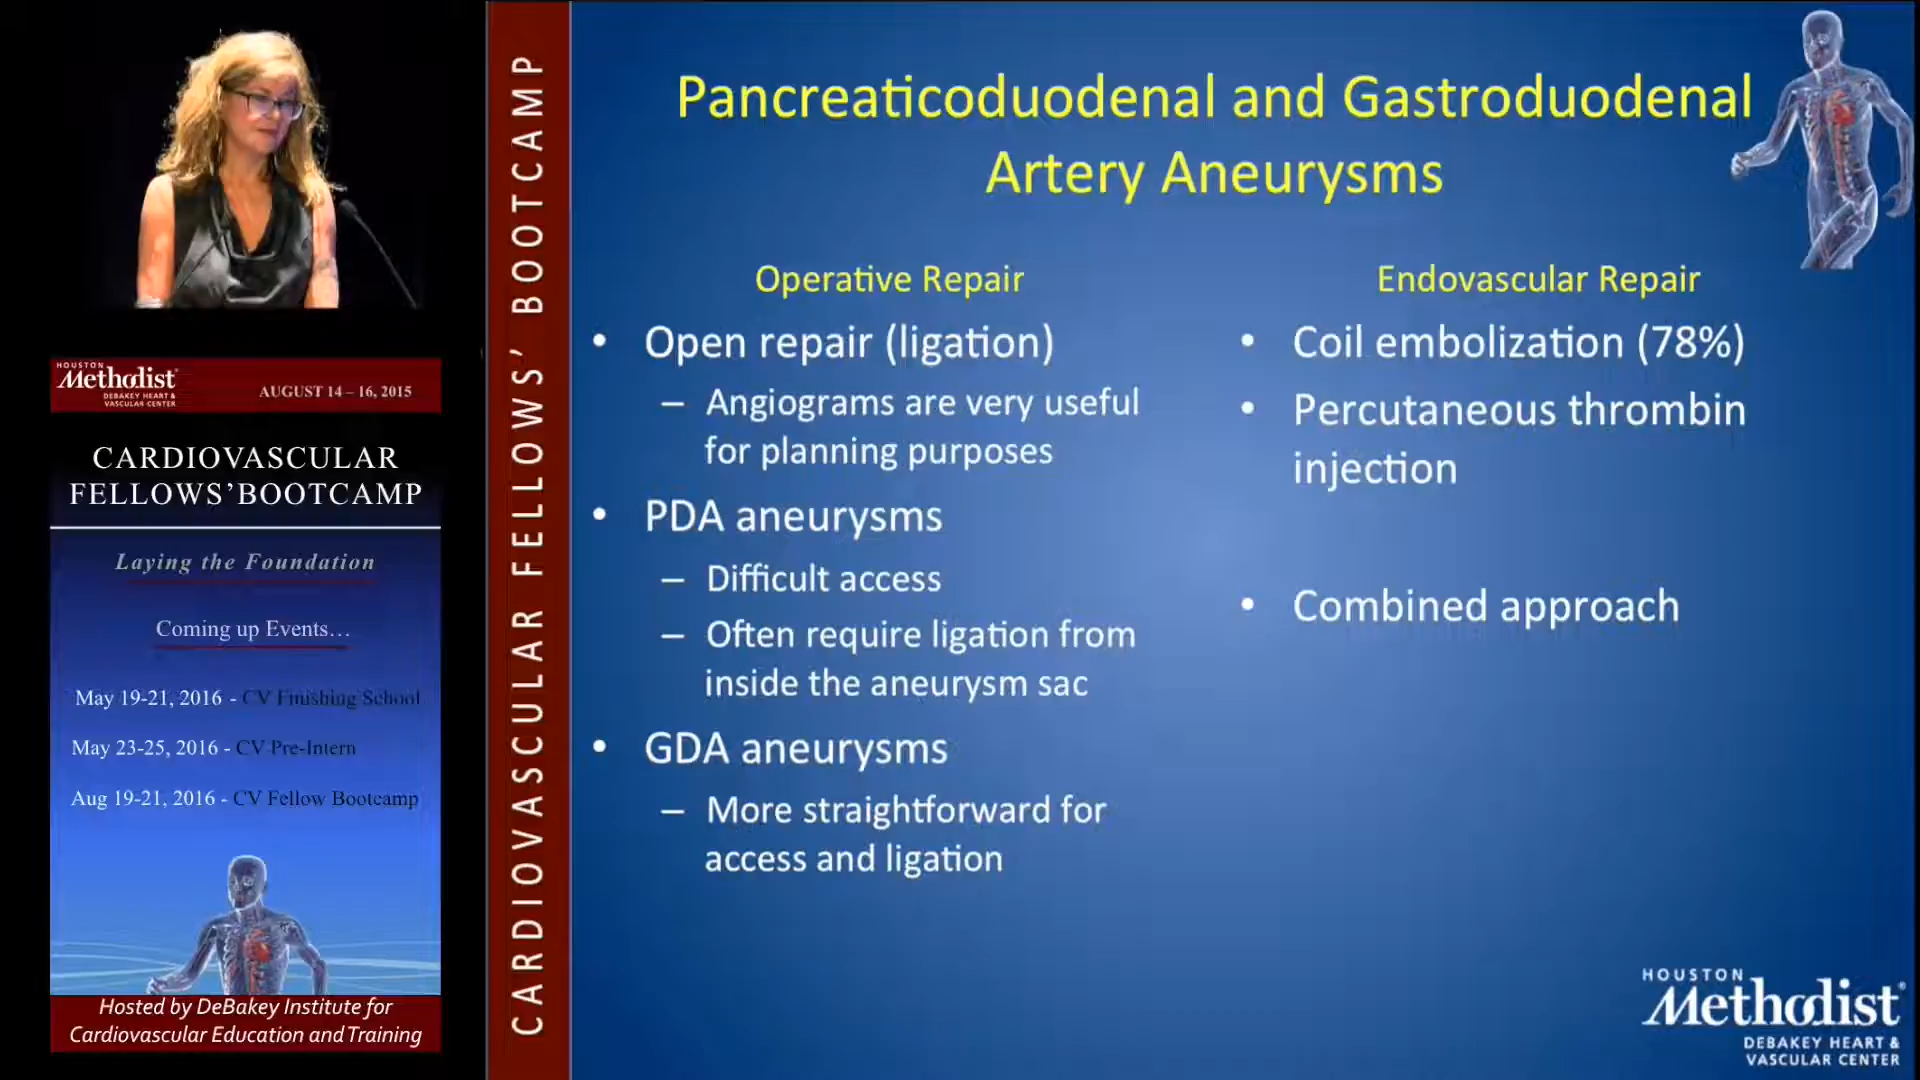 HOUSTON
Methodist
DEBAKEY HEART &
VASCULAR CENTER
AUGUST 14 – 16, 2015
CARDIOVASCULAR
FELLOWS’BOOTCAMP
Laying the Foundation
Coming up Events…
May 19-21, 2016 - CV Finishing School
May 23-25, 2016 - CV Pre-Intern
Aug 19-21, 2016 - CV Fellow Bootcamp
Hosted by DeBakey Institute for
Cardiovascular Education and Training
CARDIOVASCULAR FELLOWS’ BOOTCAMP
Pancreaticoduodenal and Gastroduodenal
Artery Aneurysms
Operative Repair
• Open repair (ligation)
– Angiograms are very useful
for planning purposes
• PDA aneurysms
– Difficult access
– Often require ligation from
inside the aneurysm sac
• GDA aneurysms
– More straightforward for
access and ligation
Endovascular Repair
• Coil embolization (78%)
• Percutaneous thrombin
injection
• Combined approach
HOUSTON
Methodist®
DEBAKEY HEART &
VASCULAR CENTER